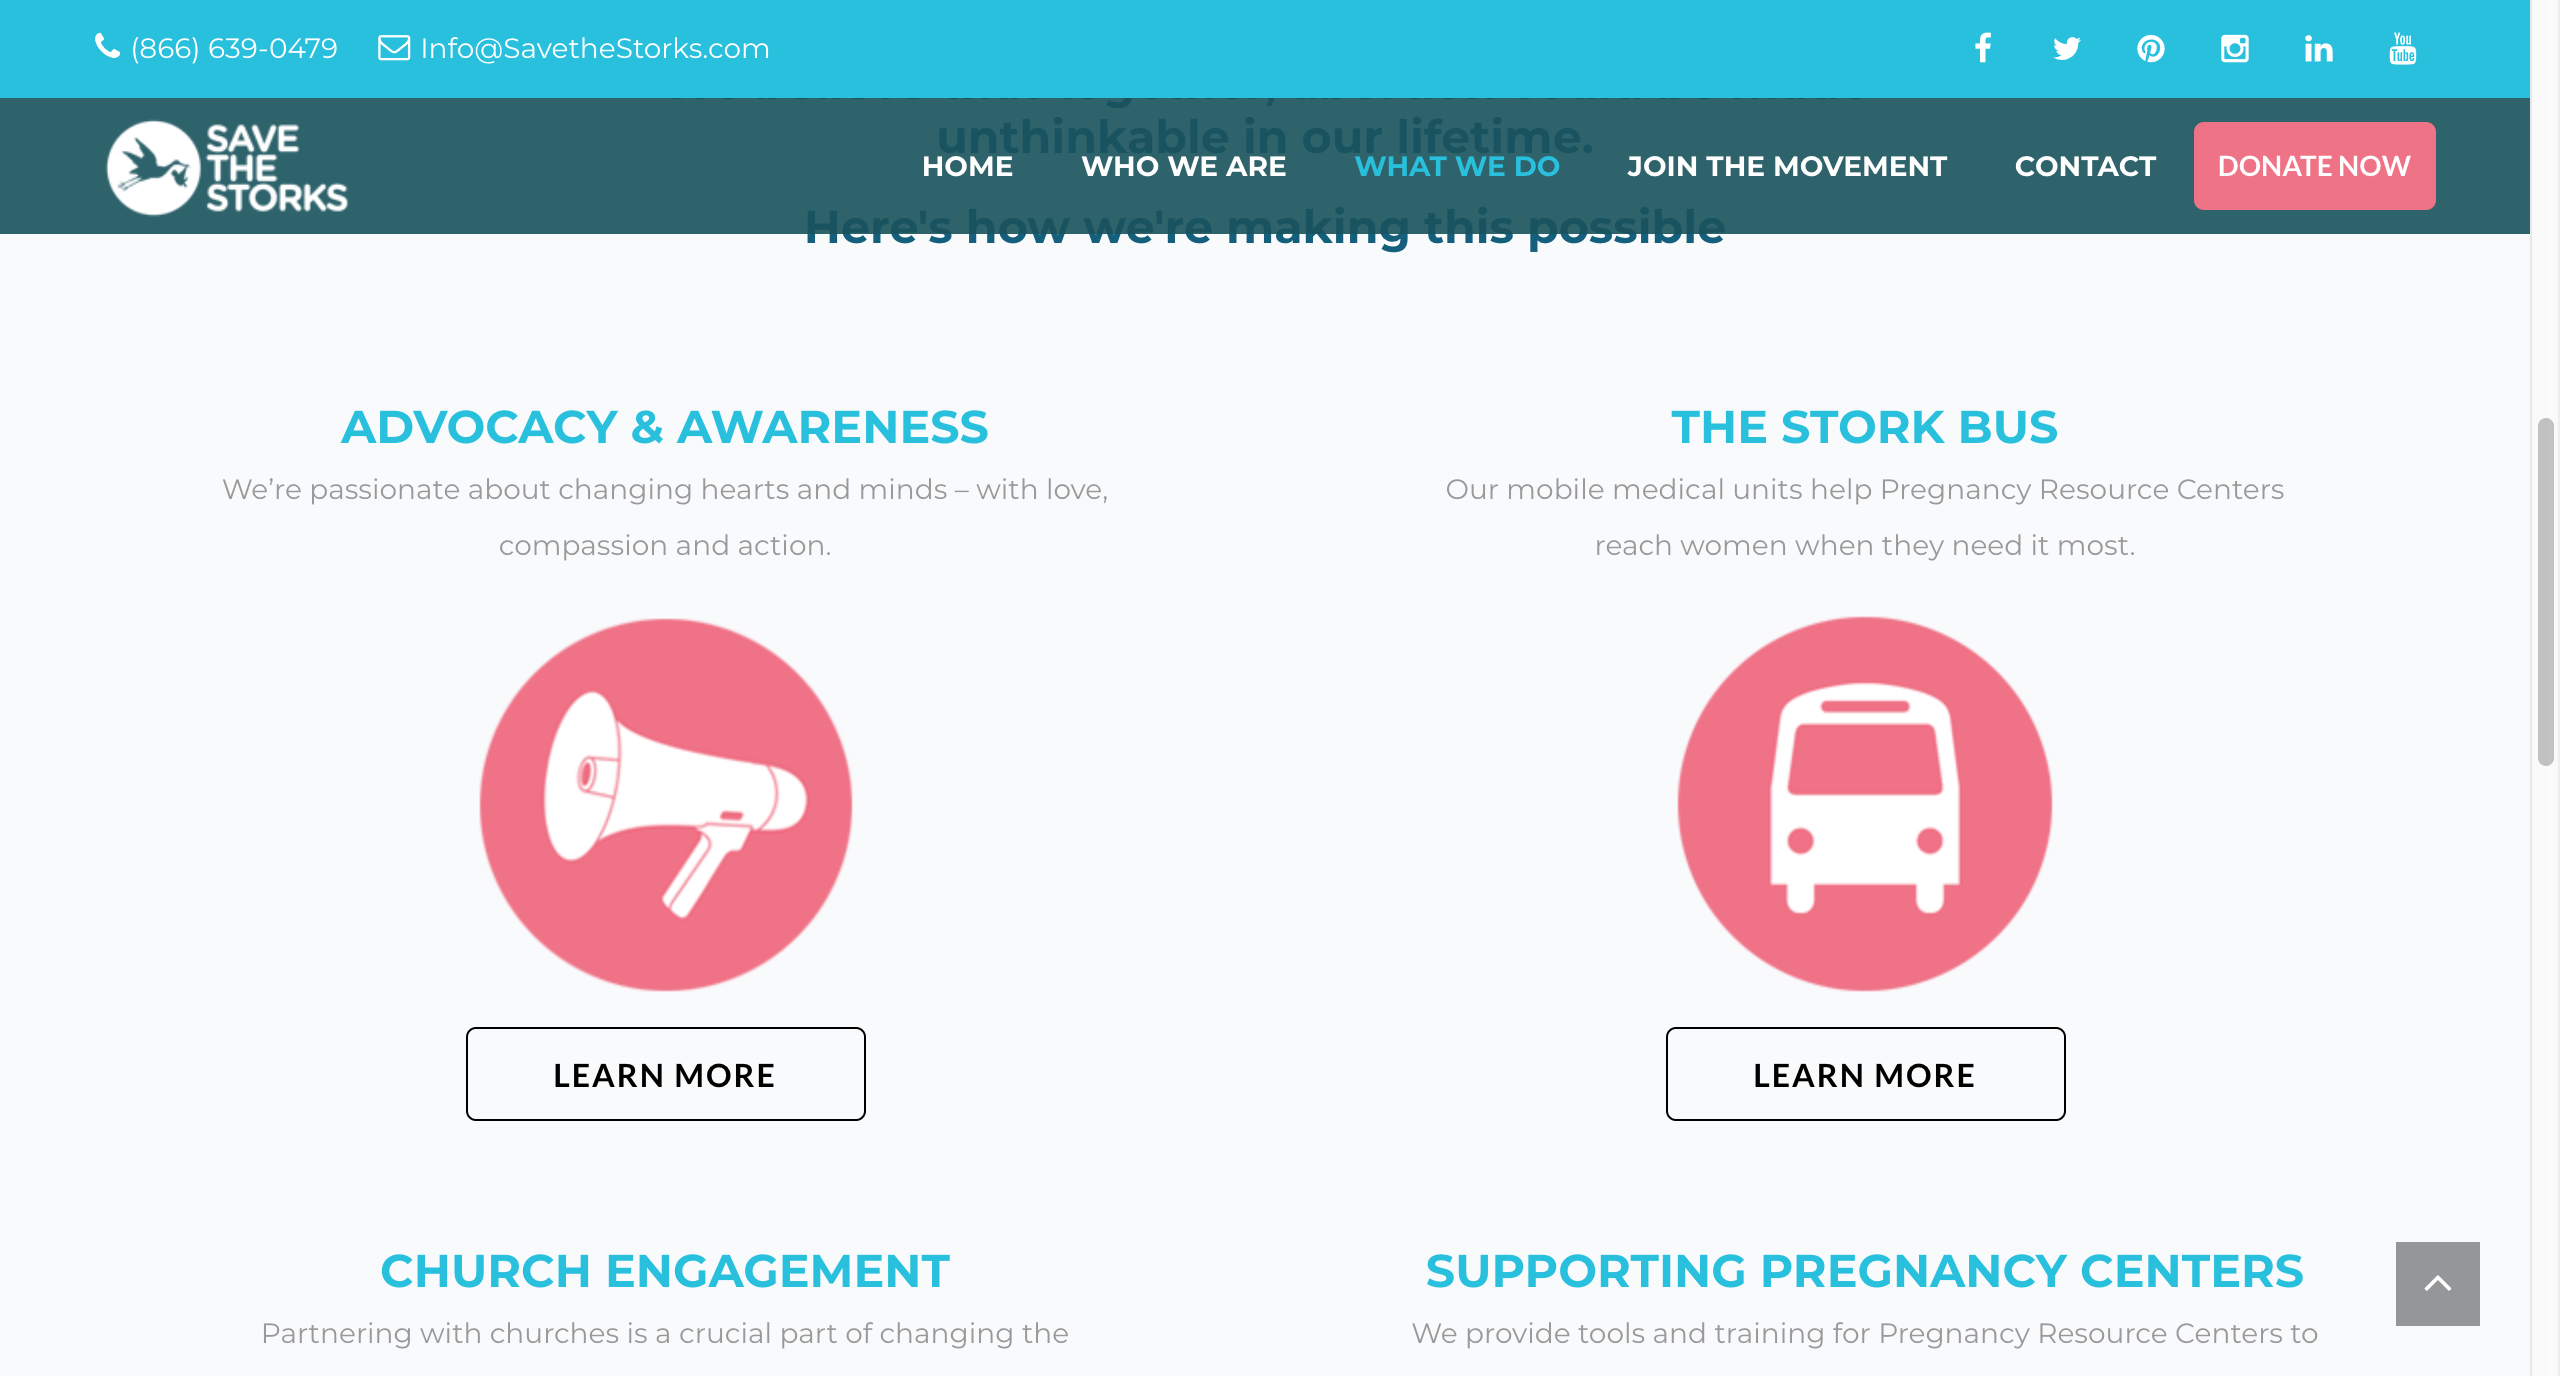 (866) 639-0479 Info@SavetheStorks.com You Tube
SAVE
THE
STORKS
unthinkable in our lifetime.
HOME WHO WE ARE WHAT WE DO JOIN THE MOVEMENT CONTACT DONATE NOW
Here's how we're making this possible
ADVOCACY & AWARENESS
We’re passionate about changing hearts and minds – with love,
compassion and action.
LEARN MORE
THE STORK BUS
Our mobile medical units help Pregnancy Resource Centers
reach women when they need it most.
LEARN MORE
CHURCH ENGAGEMENT
Partnering with churches is a crucial part of changing the
SUPPORTING PREGNANCY CENTERS
We provide tools and training for Pregnancy Resource Centers to